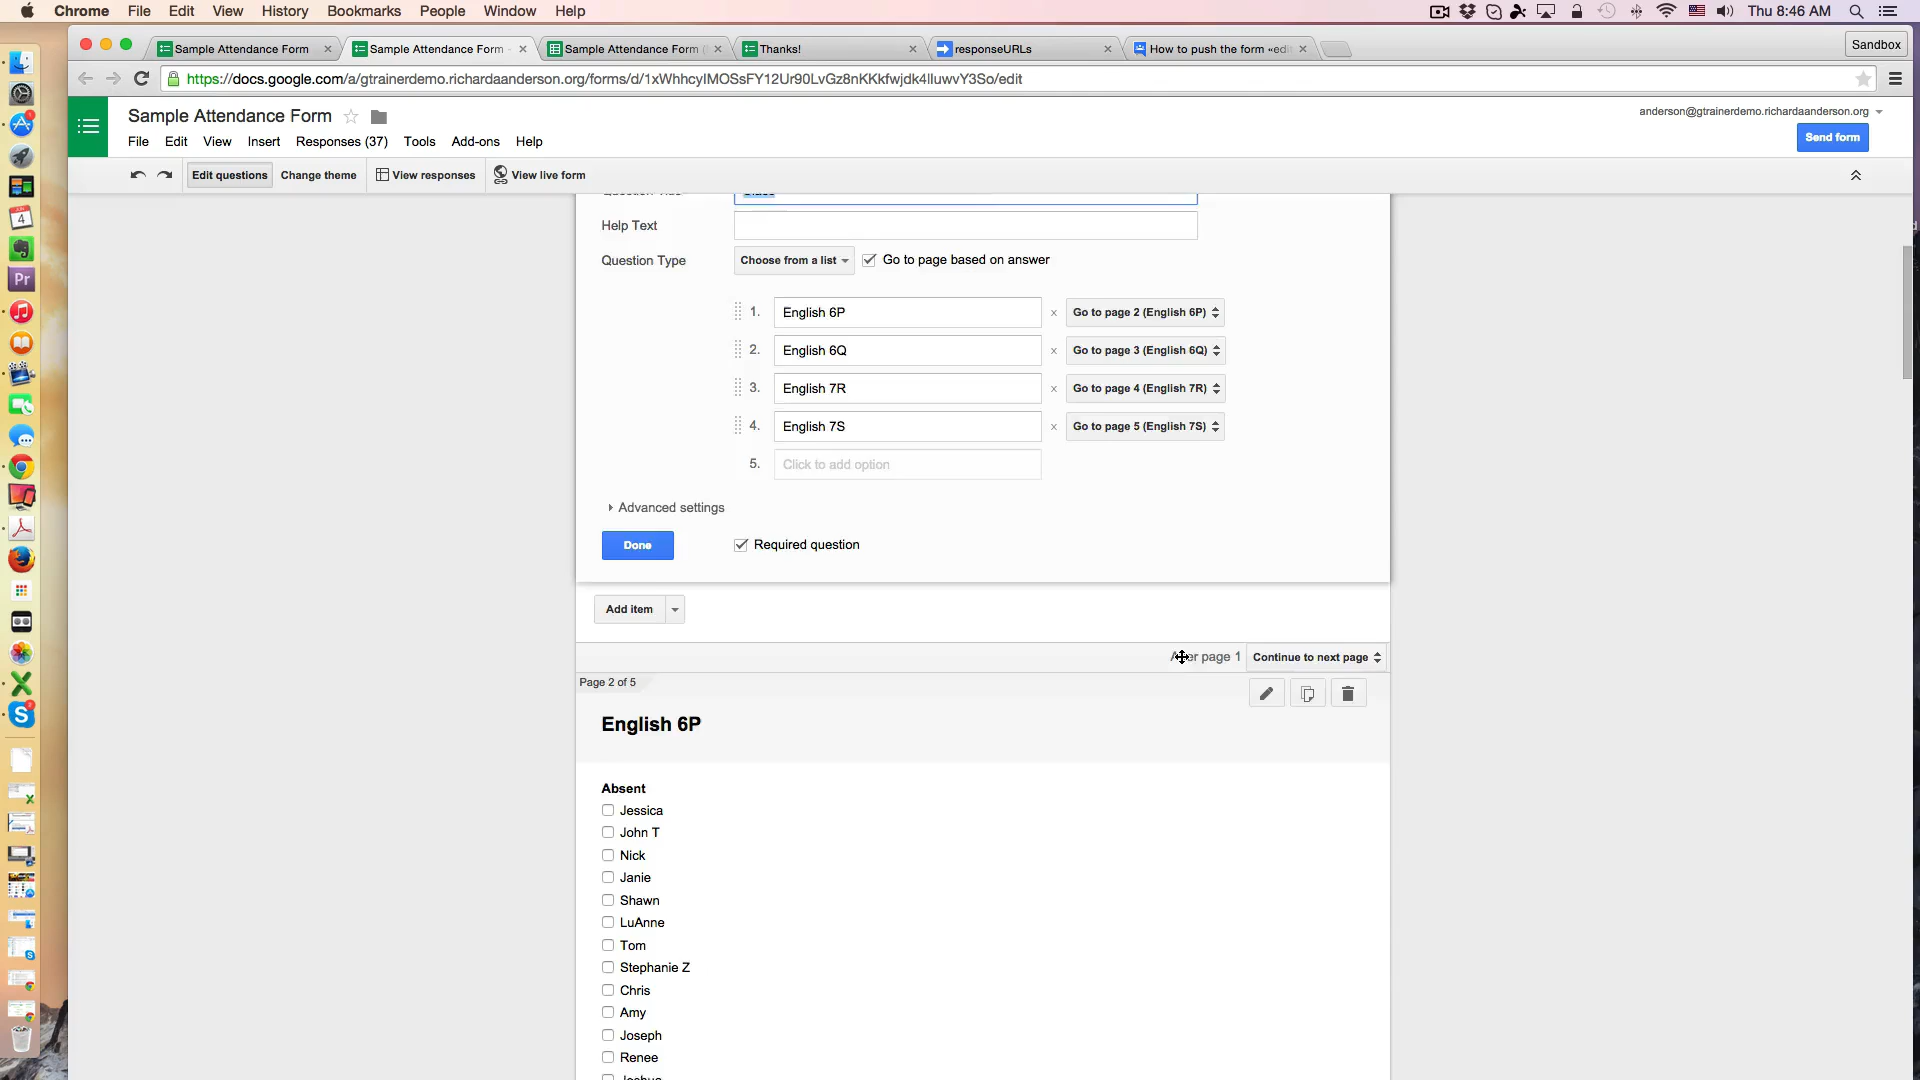 Chrome File Edit View History Bookmarks People Window Help Thu 8:46 AM
Sample Attendance Form Sample Attendance Form - Sample Attendance Form ( Thanks! responseURLs How to push the form «edi Sandbox
https://docs.google.com/a/gtrainerdemo.richardaanderson.org/forms/d/1xWhhcyIMOSsFY12Ur90LvGz8nKKkfwjdk4lluwvY3So/edit
Sample Attendance Form
anderson@gtrainerdemo.richardaanderson.org
File Edit View Insert Responses (37) Tools Add-ons Help
Send form
Edit questions Change theme View responses View live form
Help Text
Question Type Choose from a list Go to page based on answer
1. English 6P x Go to page 2 (English 6P)
2. English 6Q x Go to page 3 (English 6Q)
3. English 7R x Go to page 4 (English 7R)
4. English 7S x Go to page 5 (English 7S)
5. Click to add option
Advanced settings
Done Required question
Add item
page 1 Continue to next page
Page 2 of 5
English 6P
Absent
Jessica
John T
Nick
Janie
Shawn
LuAnne
Tom
Stephanie Z
Chris
Amy
Joseph
Renee